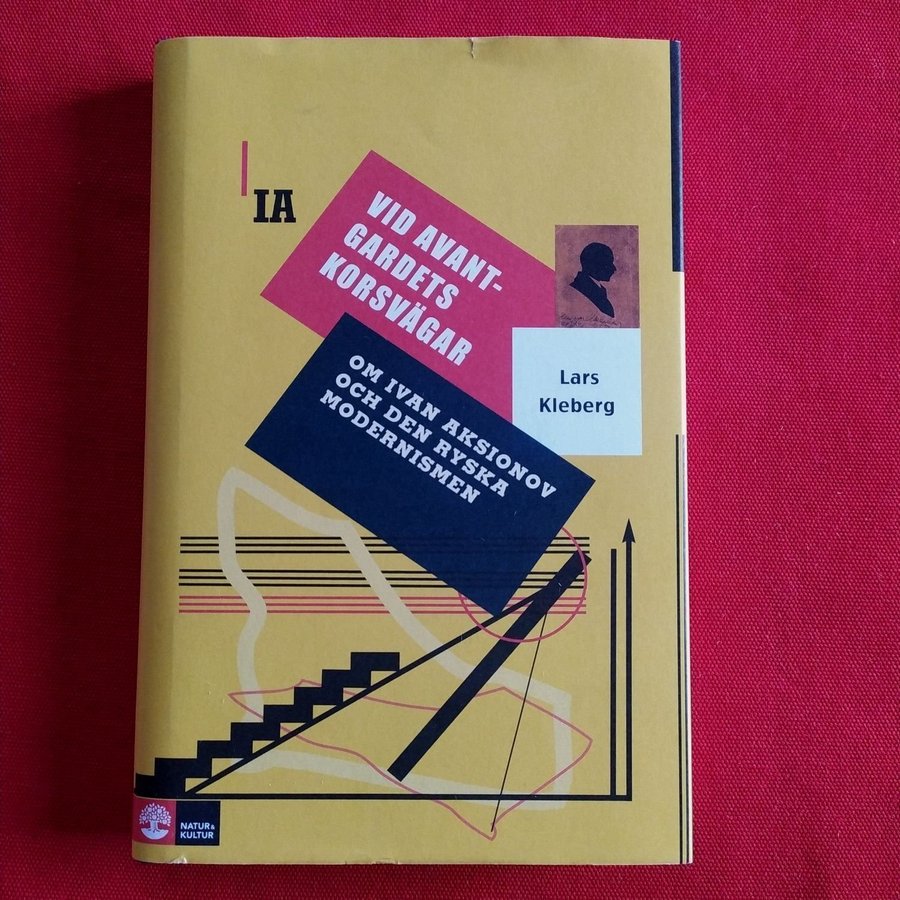 IA
VID AVANT-
GARDETS
KORSVÄGAR
Lars
Kleberg
OM IVAN AKSIONOV
OCH DEN RYSKA
MODERNISMEN
NATUR &
KULTUR